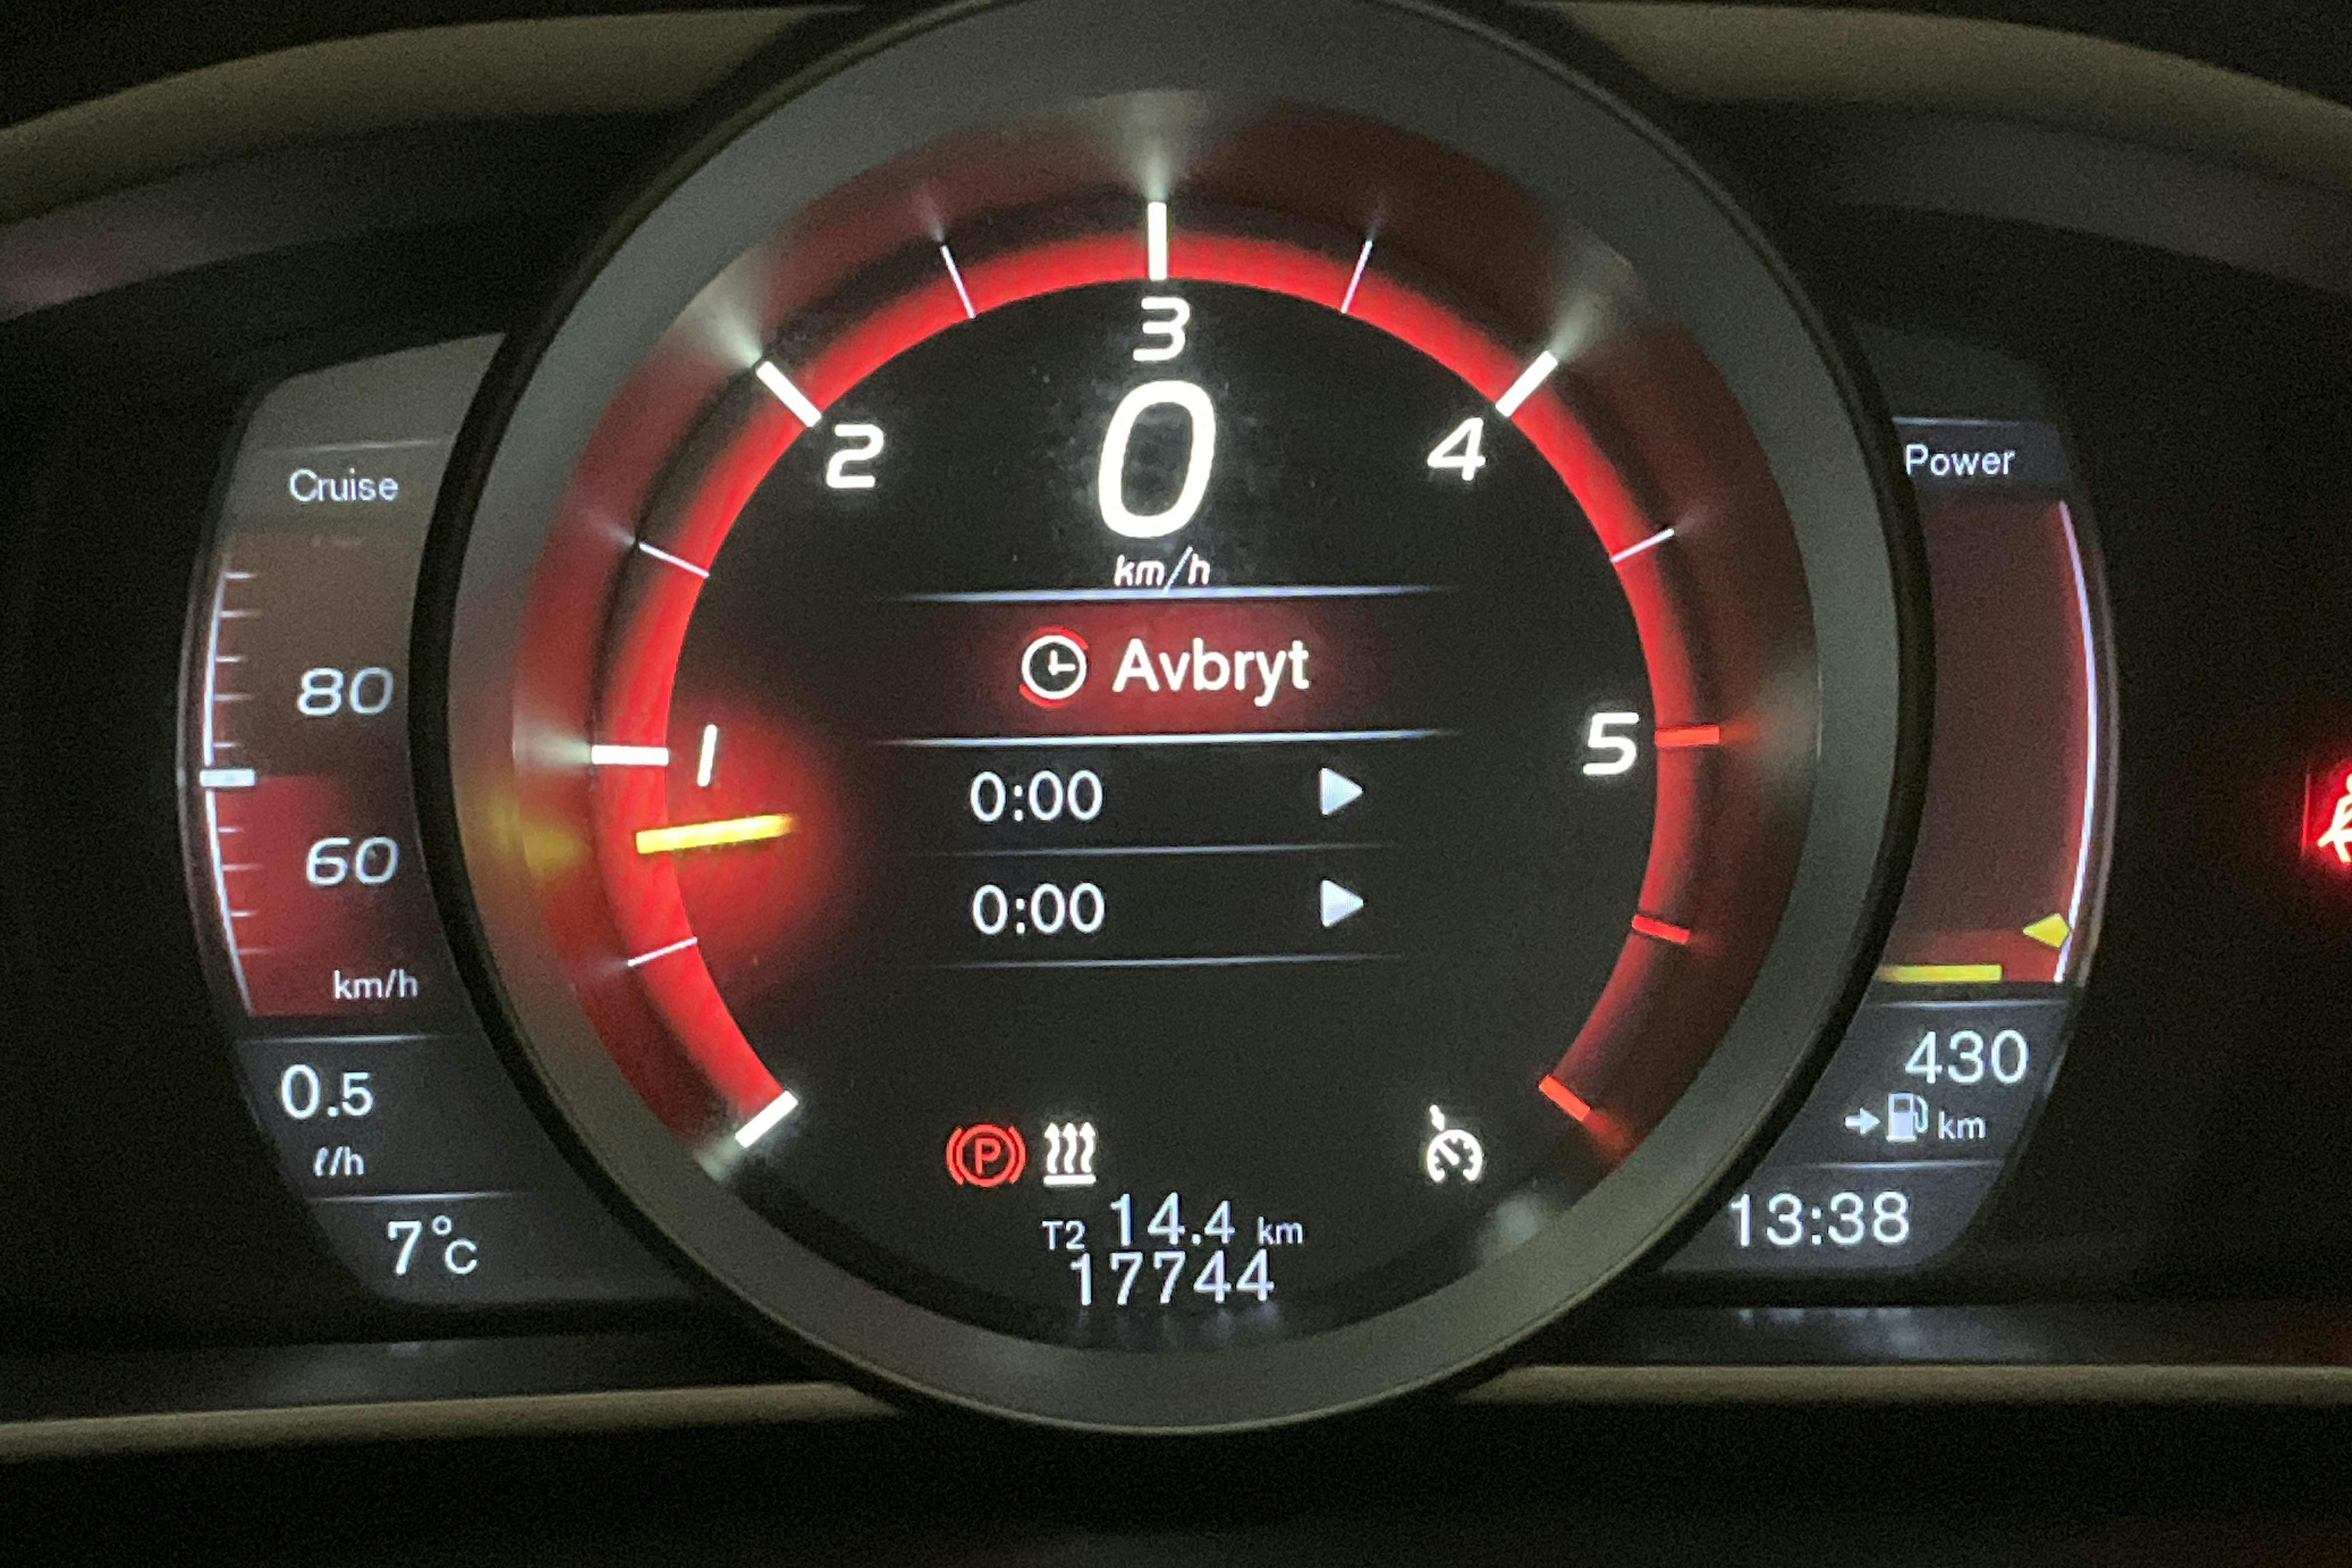 3
2
4
0
km/h
Cruise
Power
Avbryt
80
1
5
0:00
60
0:00
km/h
430
0.5
km
ℓ/h
P
T2 14.4 km
13:38
7°c
17744